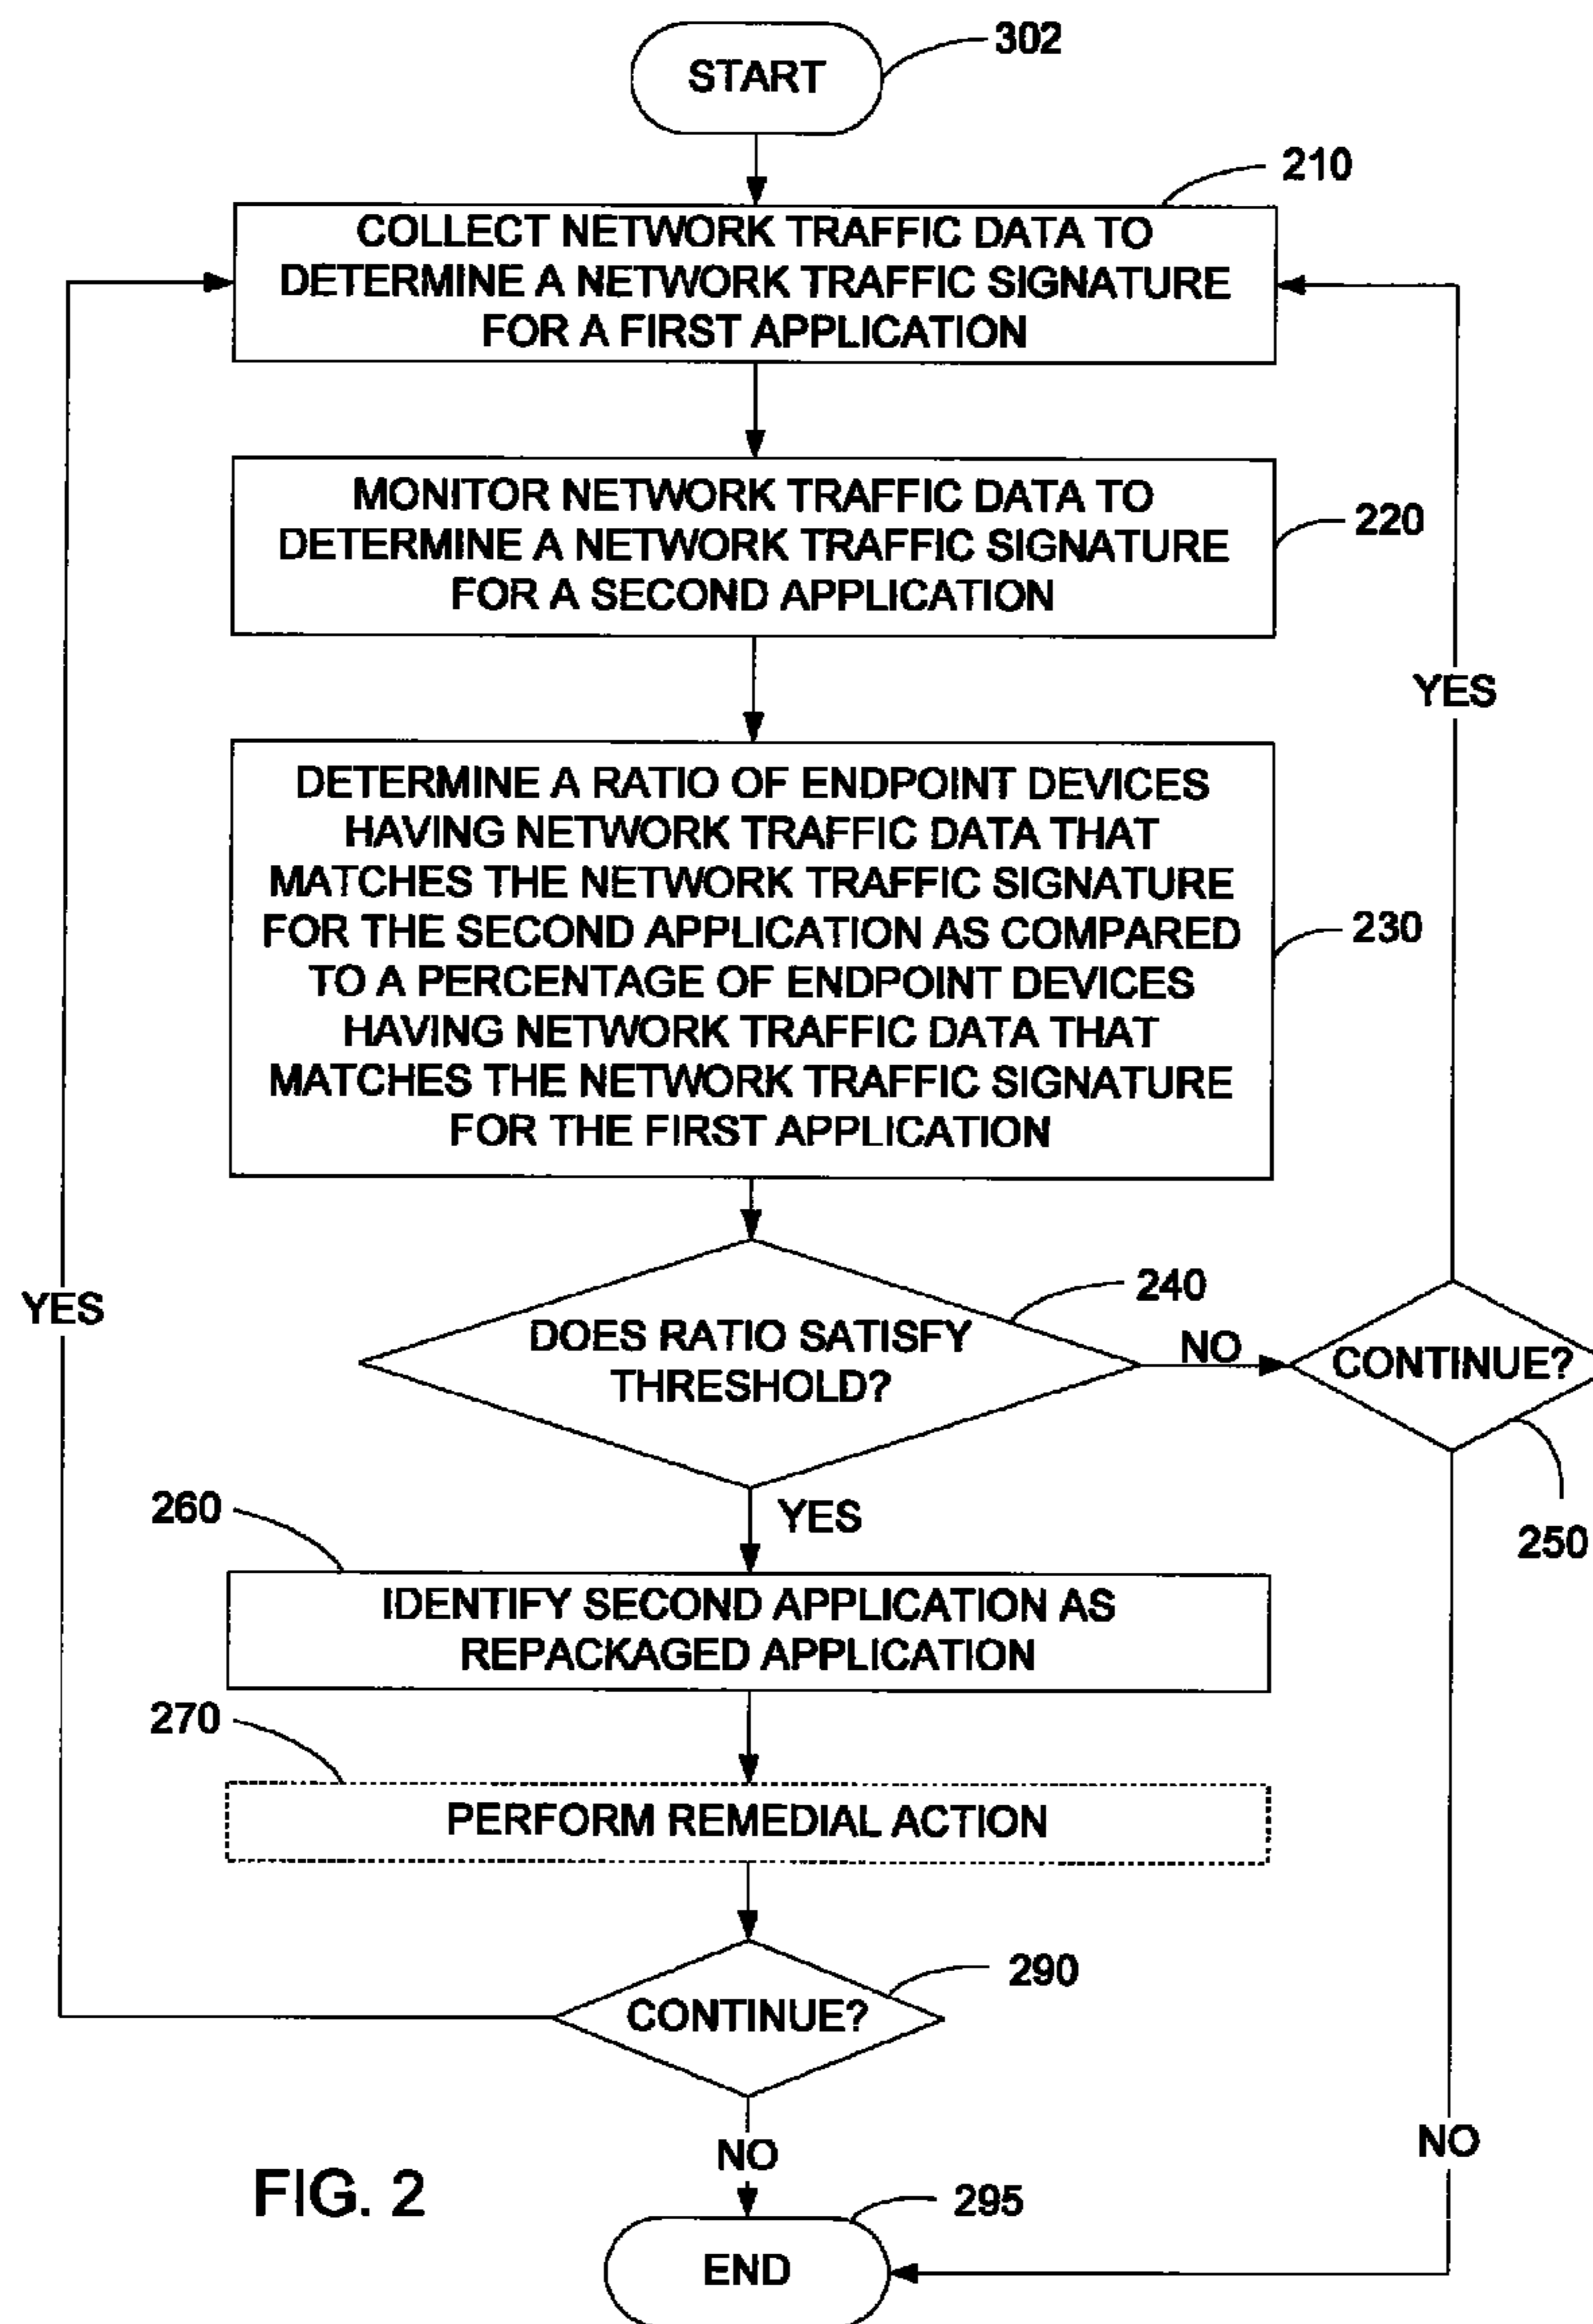 START
302
210
COLLECT NETWORK TRAFFIC DATA TO
DETERMINE A NETWORK TRAFFIC SIGNATURE
FOR A FIRST APPLICATION
MONITOR NETWORK TRAFFIC DATA TO
DETERMINE A NETWORK TRAFFIC SIGNATURE
FOR A SECOND APPLICATION
220
YES
DETERMINE A RATIO OF ENDPOINT DEVICES
HAVING NETWORK TRAFFIC DATA THAT
MATCHES THE NETWORK TRAFFIC SIGNATURE
FOR THE SECOND APPLICATION AS COMPARED
TO A PERCENTAGE OF ENDPOINT DEVICES
HAVING NETWORK TRAFFIC DATA THAT
MATCHES THE NETWORK TRAFFIC SIGNATURE
FOR THE FIRST APPLICATION
230
YES
240
DOES RATIO SATISFY
THRESHOLD?
NO
CONTINUE?
250
YES
260
IDENTIFY SECOND APPLICATION AS
REPACKAGED APPLICATION
270
PERFORM REMEDIAL ACTION
290
CONTINUE?
NO
NO
FIG. 2
295
END